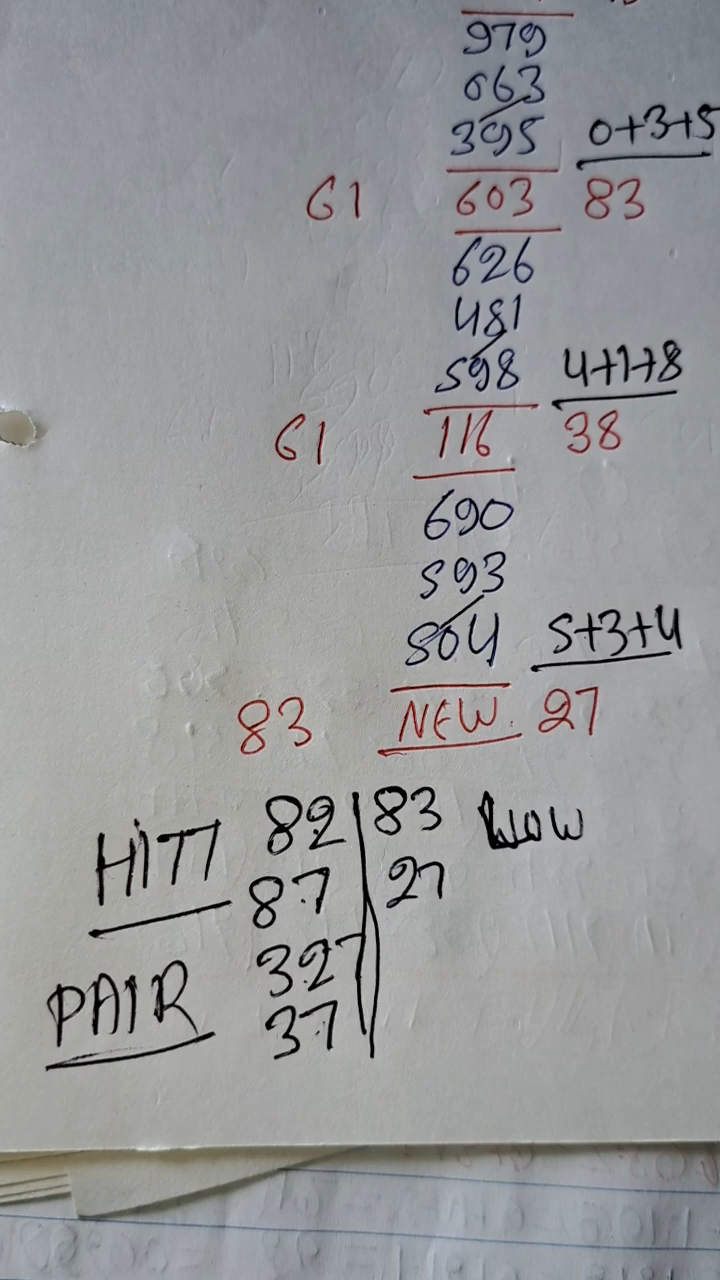 979
063
395 0+3+5
61 603 83
626
481
598 4+1+8
61 116 38
690
593
804 5+3+4
83 NEW. 27
HITT 82 83 WOW
87 27
PAIR 327
37